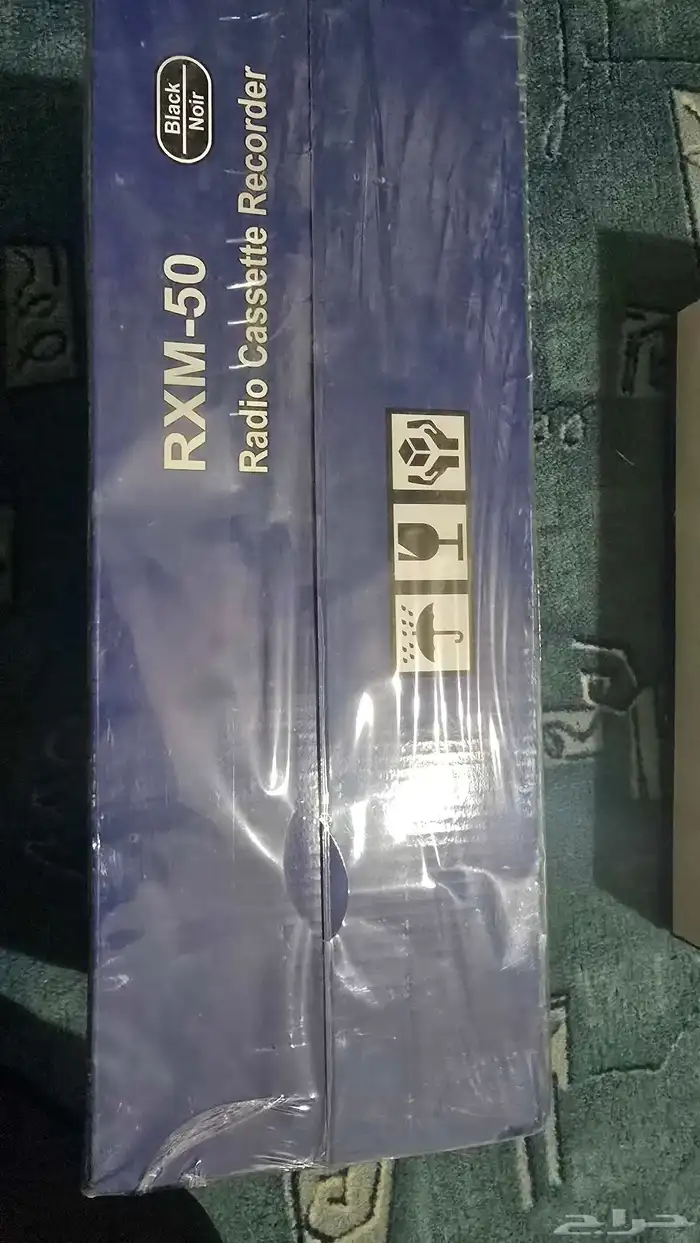 Black
Noir
RXM-50
Radio Cassette Recorder
حراج